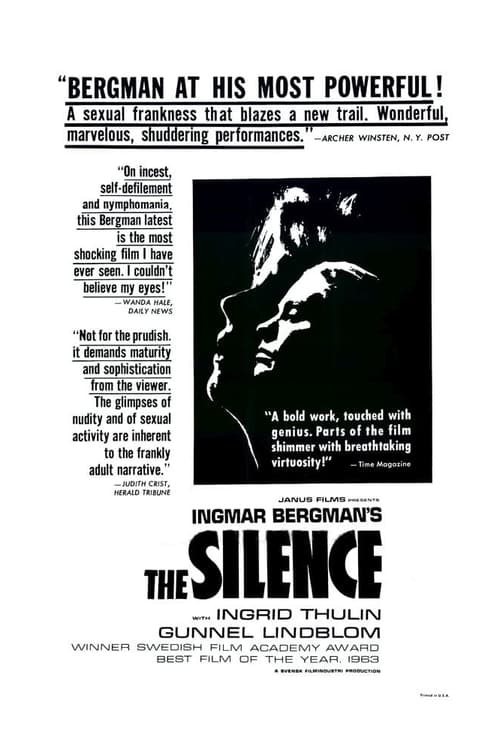 “BERGMAN AT HIS MOST POWERFUL!
A sexual frankness that blazes a new trail. Wonderful,
marvelous, shuddering performances.” —ARCHER WINSTEN, N. Y. POST
“On incest,
self-defilement
and nymphomania,
this Bergman latest
is the most
shocking film I have
ever seen. I couldn’t
believe my eyes!”
—WANDA HALE,
DAILY NEWS
“Not for the prudish.
it demands maturity
and sophistication
from the viewer.
The glimpses of
nudity and of sexual
activity are inherent
to the frankly
adult narrative.”
—JUDITH CRIST,
HERALD TRIBUNE
“A bold work, touched with
genius. Parts of the film
shimmer with breathtaking
virtuosity!” —Time Magazine
JANUS FILMS PRESENTS
INGMAR BERGMAN’S
THE SILENCE
WITH INGRID THULIN
GUNNEL LINDBLOM
WINNER SWEDISH FILM ACADEMY AWARD
BEST FILM OF THE YEAR, 1963
A SVENSK FILMINDUSTRI PRODUCTION
Printed in U.S.A.